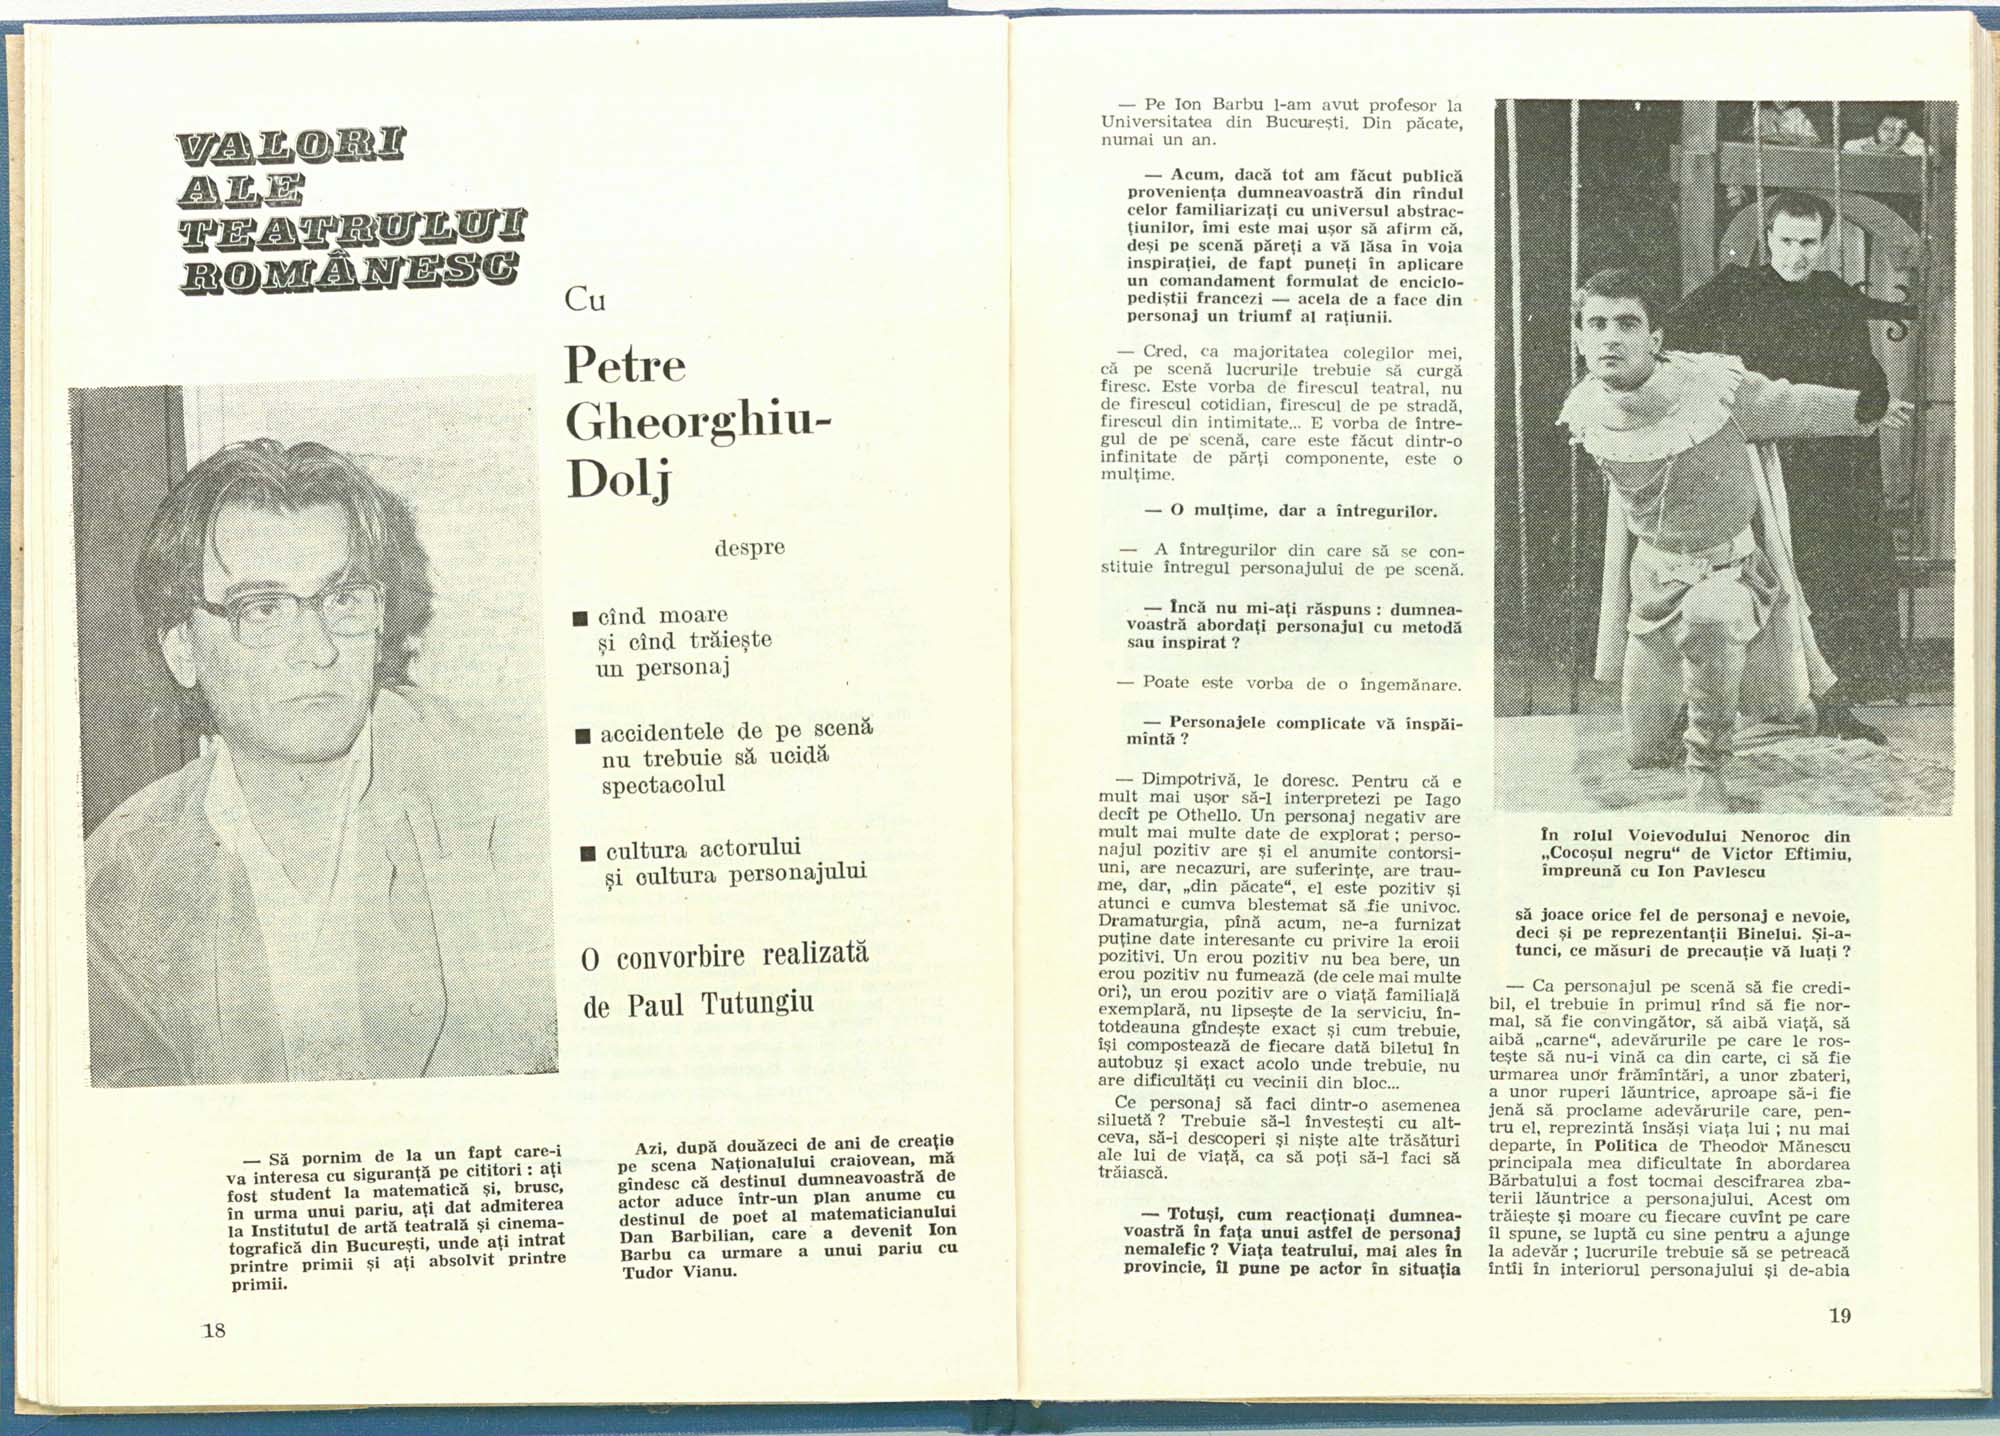 VALORI
ALE
TEATRULUI
ROMÂNESC
Cu
Petre
Gheorghiu-
Dolj
despre
■ cînd moare
și cînd trăiește
un personaj
■ accidentele de pe scenă
nu trebuie să ucidă
spectacolul
■ cultura actorului
și cultura personajului
O convorbire realizată
de Paul Tutungiu
— Să pornim de la un fapt care-i
va interesa cu siguranță pe cititori : ați
fost student la matematică și, brusc,
în urma unui pariu, ați dat admiterea
la Institutul de artă teatrală și cinema-
tografică din București, unde ați intrat
printre primii și ați absolvit printre
primii.
Azi, după douăzeci de ani de creație
pe scena Naționalului craiovean, mă
gîndesc că destinul dumneavoastră de
actor aduce într-un plan anume cu
destinul de poet al matematicianului
Dan Barbilian, care a devenit Ion
Barbu ca urmare a unui pariu cu
Tudor Vianu.
18
— Pe Ion Barbu l-am avut profesor la
Universitatea din București. Din păcate,
numai un an.
— Acum, dacă tot am făcut publică
proveniența dumneavoastră din rîndul
celor familiarizați cu universul abstrac-
țiunilor, îmi este mai ușor să afirm că,
deși pe scenă păreți a vă lăsa în voia
inspirației, de fapt puneți în aplicare
un comandament formulat de enciclo-
pediștii francezi — acela de a face din
personaj un triumf al rațiunii.
— Cred, ca majoritatea colegilor mei,
că pe scenă lucrurile trebuie să curgă
firesc. Este vorba de firescul teatral, nu
de firescul cotidian, firescul de pe stradă,
firescul din intimitate... E vorba de între-
gul de pe scenă, care este făcut dintr-o
infinitate de părți componente, este o
mulțime.
— O mulțime, dar a întregurilor.
— A întregurilor din care să se con-
stituie întregul personajului de pe scenă.
— Încă nu mi-ați răspuns : dumnea-
voastră abordați personajul cu metodă
sau inspirat ?
— Poate este vorba de o îngemănare.
— Personajele complicate vă înspăi-
mîntă ?
— Dimpotrivă, le doresc. Pentru că e
mult mai ușor să-l interpretezi pe Iago
decît pe Othello. Un personaj negativ are
mult mai multe date de explorat ; perso-
najul pozitiv are și el anumite contorsi-
uni, are necazuri, are suferințe, are trau-
me, dar, „din păcate“, el este pozitiv și
atunci e cumva blestemat să fie univoc.
Dramaturgia, pînă acum, ne-a furnizat
puține date interesante cu privire la eroii
pozitivi. Un erou pozitiv nu bea bere, un
erou pozitiv nu fumează (de cele mai multe
ori), un erou pozitiv are o viață familială
exemplară, nu lipsește de la serviciu, în-
totdeauna gîndește exact și cum trebuie,
își compostează de fiecare dată biletul în
autobuz și exact acolo unde trebuie, nu
are dificultăți cu vecinii din bloc...
Ce personaj să faci dintr-o asemenea
siluetă ? Trebuie să-l învestești cu alt-
ceva, să-i descoperi și niște alte trăsături
ale lui de viață, ca să poți să-l faci să
trăiască.
— Totuși, cum reacționați dumnea-
voastră în fața unui astfel de personaj
nemalefic ? Viața teatrului, mai ales în
provincie, îl pune pe actor în situația
În rolul Voievodului Nenoroc din
„Cocoșul negru“ de Victor Eftimiu,
împreună cu Ion Pavlescu
să joace orice fel de personaj e nevoie,
deci și pe reprezentanții Binelui. Și-a-
tunci, ce măsuri de precauție vă luați ?
— Ca personajul pe scenă să fie credi-
bil, el trebuie în primul rînd să fie nor-
mal, să fie convingător, să aibă viață, să
aibă „carne“, adevărurile pe care le ros-
tește să nu-i vină ca din carte, ci să fie
urmarea unor frămîntări, a unor zbateri,
a unor ruperi lăuntrice, aproape să-i fie
jenă să proclame adevărurile care, pen-
tru el, reprezintă însăși viața lui ; nu mai
departe, în Politica de Theodor Mănescu
principala mea dificultate în abordarea
Bărbatului a fost tocmai descifrarea zba-
terii lăuntrice a personajului. Acest om
trăiește și moare cu fiecare cuvînt pe care
îl spune, se luptă cu sine pentru a ajunge
la adevăr ; lucrurile trebuie să se petreacă
întîi în interiorul personajului și de-abia
19